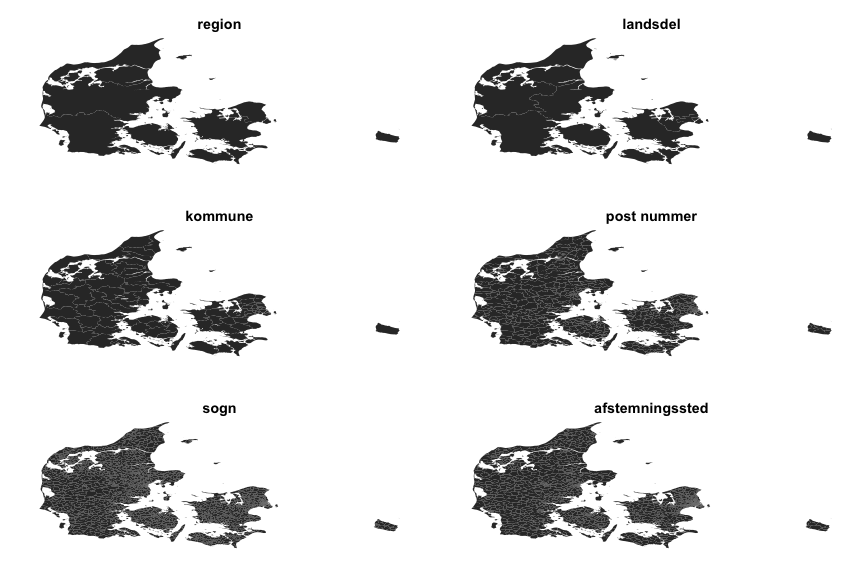 region
landsdel
kommune
post nummer
sogn
afstemningssted